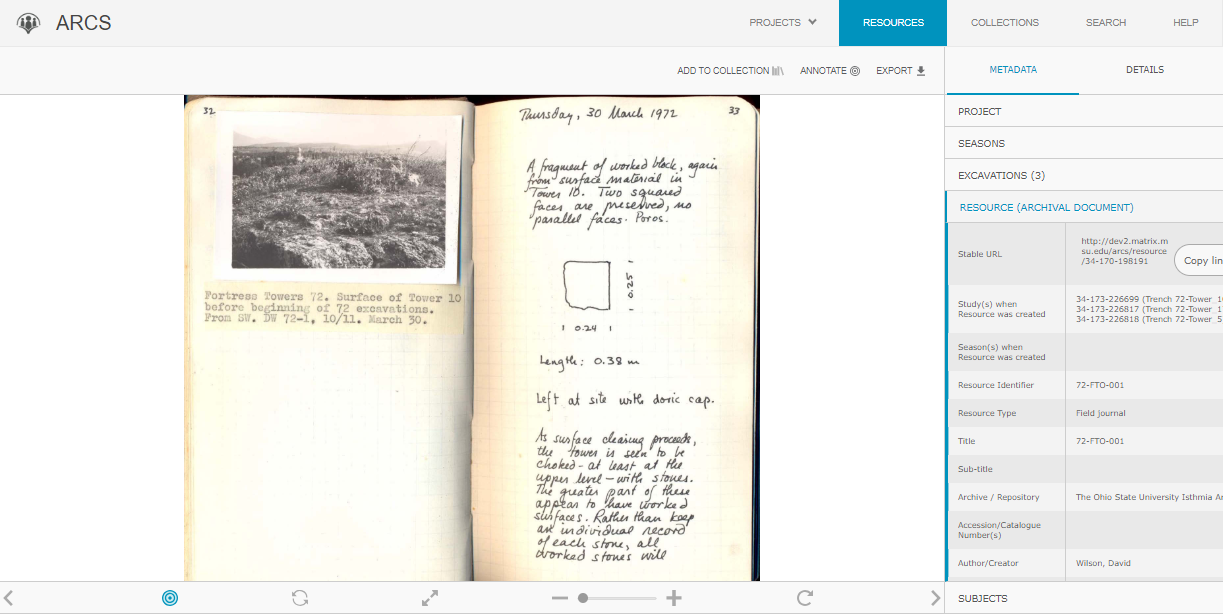 ARCS
PROJECTS
RESOURCES
COLLECTIONS
SEARCH
HELP
ADD TO COLLECTION
ANNOTATE
EXPORT
METADATA
DETAILS
32
Fortress Towers 72. Surface of Tower 10
before beginning of 72 excavations.
From SW. DW 72-1, 10/11. March 30.
Thursday, 30 March 1972
33
A fragment of worked block, again
from surface material in
Tower 10. Two squared
faces are preserved, no
parallel faces. Poros.
0.25
0.24
Length: 0.38 m
Left at site with doric cap.
As surface clearing proceeds,
the tower is seen to be
choked - at least at the
upper level - with stones.
The greater part of these
appear to have worked
surfaces. Rather than keep
an individual record
of each stone, all
worked stones will
PROJECT
SEASONS
EXCAVATIONS (3)
RESOURCE (ARCHIVAL DOCUMENT)
Stable URL
http://dev2.matrix.m
su.edu/arcs/resource
/34-170-198191
Copy lin
Study(s) when
Resource was created
34-173-226699 (Trench 72-Tower_1
34-173-226817 (Trench 72-Tower_1
34-173-226818 (Trench 72-Tower_5
Season(s) when
Resource was created
Resource Identifier
72-FTO-001
Resource Type
Field Journal
Title
72-FTO-001
Sub-title
Archive / Repository
The Ohio State University Isthmia Ar
Accession/Catalogue
Number(s)
Author/Creator
Wilson, David
SUBJECTS